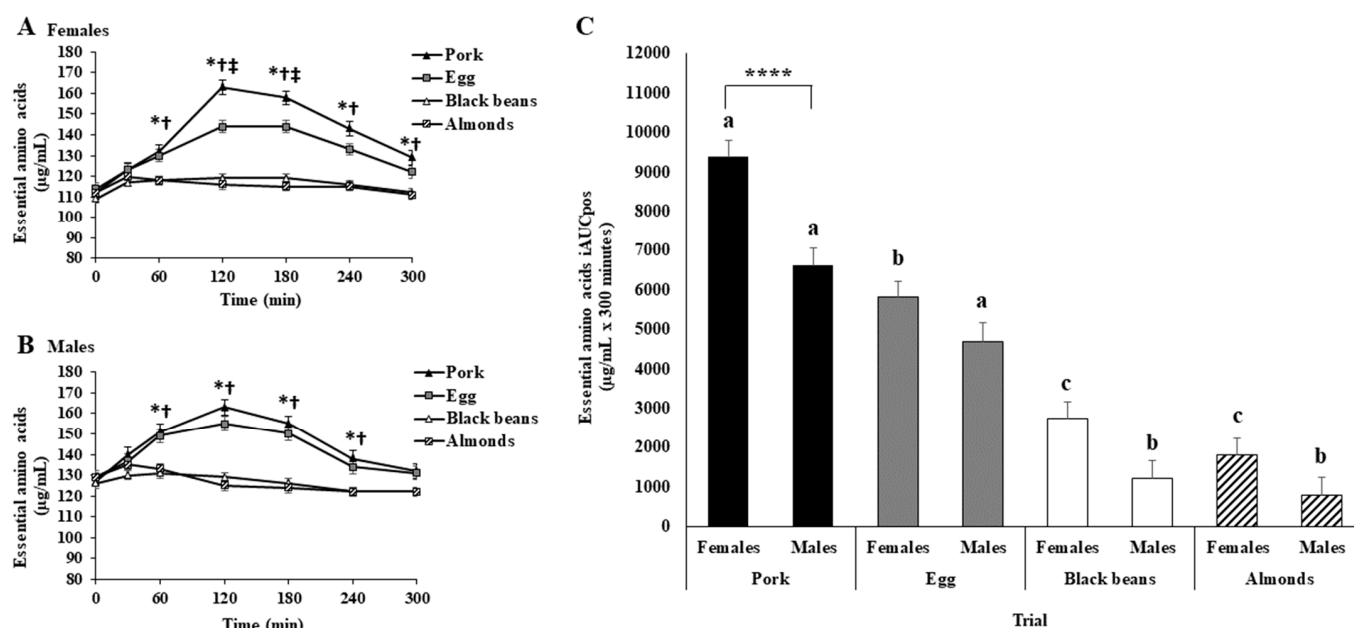 A Females
180
170
160
150
140
130
120
110
100
90
80
Essential amino acids
(µg/mL)
*†
*†‡
*†‡
*†
*†
Pork
Egg
Black beans
Almonds
0 60 120 180 240 300
Time (min)
B Males
180
170
160
150
140
130
120
110
100
90
80
Essential amino acids
(µg/mL)
*†
*†
*†
*†
Pork
Egg
Black beans
Almonds
0 60 120 180 240 300
Time (min)
C
12000
11000
10000
9000
8000
7000
6000
5000
4000
3000
2000
1000
0
Essential amino acids iAUCpos
(µg/mL x 300 minutes)
****
a
a
b
a
c
b
c
b
Females Males Females Males Females Males Females Males
Pork Egg Black beans Almonds
Trial